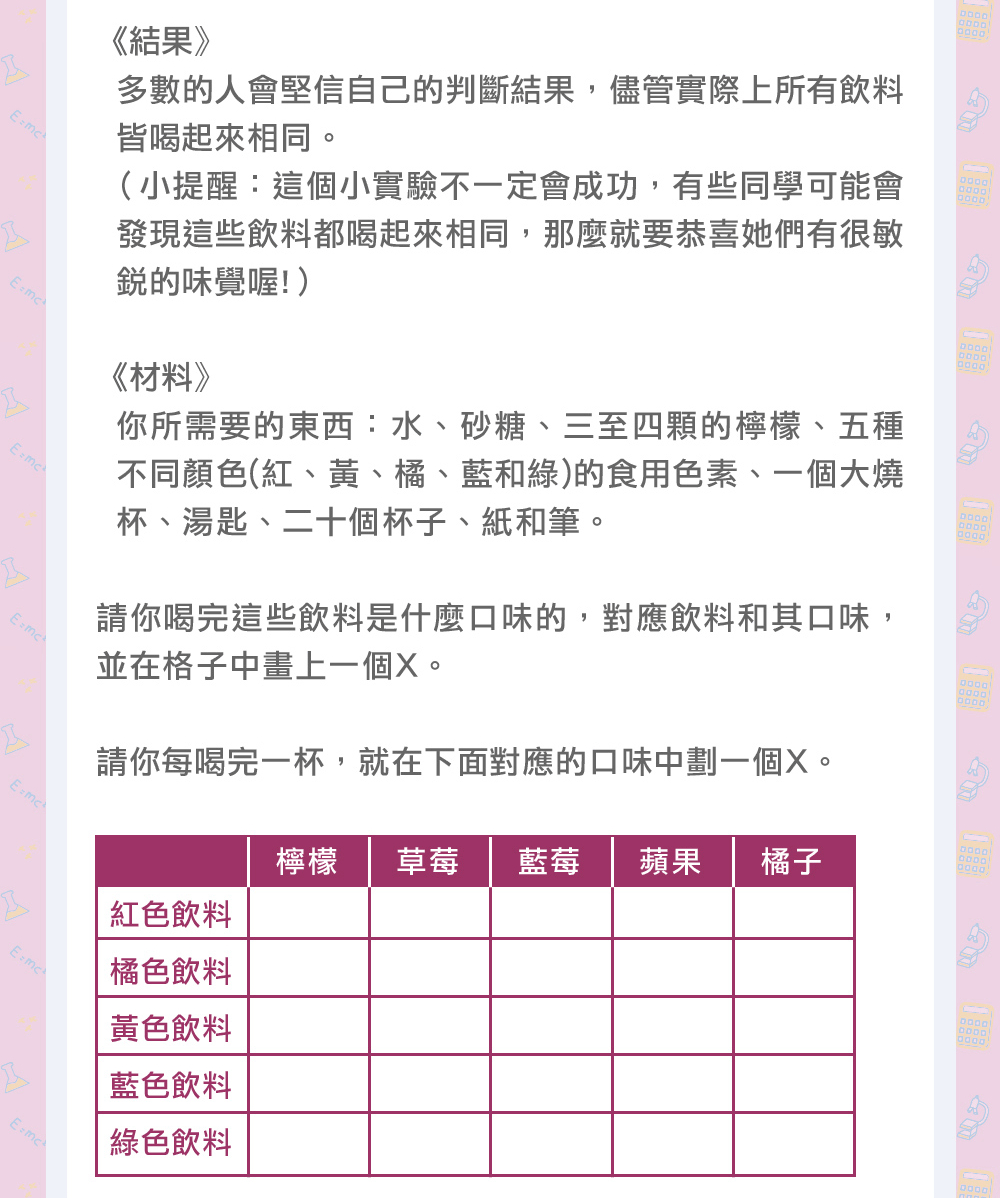 《結果》
多數的人會堅信自己的判斷結果，儘管實際上所有飲料
皆喝起來相同。
（小提醒：這個小實驗不一定會成功，有些同學可能會
發現這些飲料都喝起來相同，那麼就要恭喜她們有很敏
銳的味覺喔!）
《材料》
你所需要的東西：水、砂糖、三至四顆的檸檬、五種
不同顏色(紅、黃、橘、藍和綠)的食用色素、一個大燒
杯、湯匙、二十個杯子、紙和筆。
請你喝完這些飲料是什麼口味的，對應飲料和其口味，
並在格子中畫上一個X。
請你每喝完一杯，就在下面對應的口味中劃一個X。
檸檬 草莓 藍莓 蘋果 橘子
紅色飲料
橘色飲料
黃色飲料
藍色飲料
綠色飲料